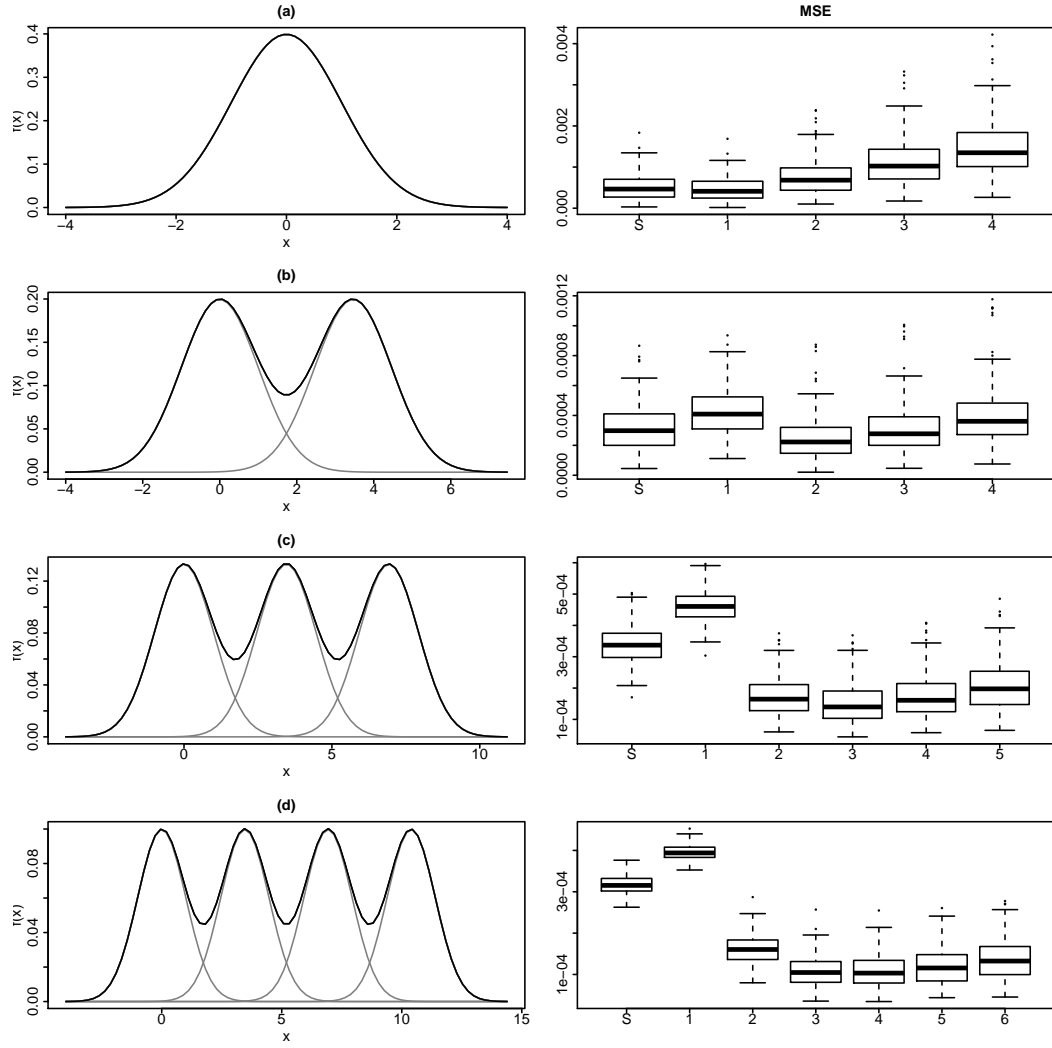 (a)
MSE
τ(x)
0.0 0.1 0.2 0.3 0.4
−4 −2 0 2 4
x
0.000 0.002 0.004
S 1 2 3 4
(b)
τ(x)
0.00 0.05 0.10 0.15 0.20
−4 −2 0 2 4 6
x
0.0000 0.0004 0.0008 0.0012
S 1 2 3 4
(c)
τ(x)
0.00 0.04 0.08 0.12
0 5 10
x
1e−04 3e−04 5e−04
S 1 2 3 4 5
(d)
τ(x)
0.00 0.04 0.08
0 5 10 15
x
1e−04 3e−04
S 1 2 3 4 5 6